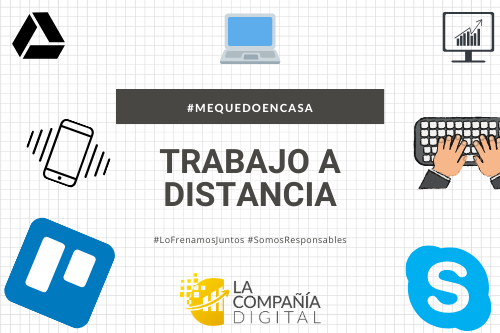 #MEQUEDOENCASA
TRABAJO A
DISTANCIA
#LoFrenamosJuntos #SomosResponsables
LA
COMPAÑÍA
DIGITAL
S